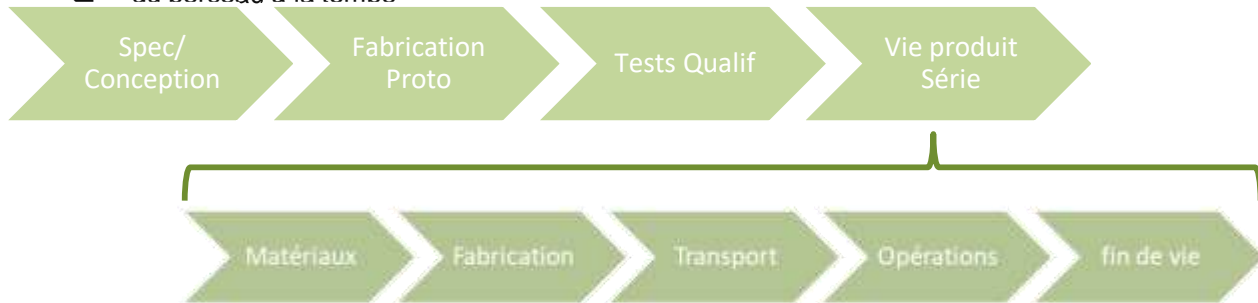 Spec/
Conception
Fabrication
Proto
Tests Qualif
Vie produit
Série
Matériaux
Fabrication
Transport
Opérations
fin de vie